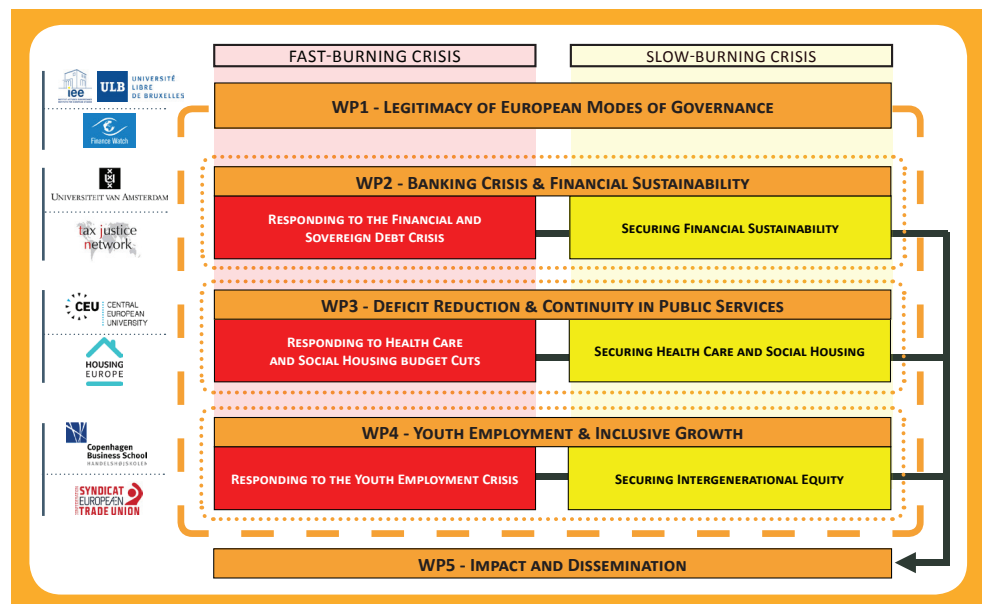 FAST-BURNING CRISIS
SLOW-BURNING CRISIS
iee
ULB
UNIVERSITÉ
LIBRE
DE BRUXELLES
Finance Watch
WP1 - Legitimacy of European Modes of Governance
Universiteit van Amsterdam
tax justice
network
WP2 - Banking Crisis & Financial Sustainability
Responding to the Financial and
Sovereign Debt Crisis
Securing Financial Sustainability
CEU
CENTRAL
EUROPEAN
UNIVERSITY
HOUSING
EUROPE
WP3 - Deficit Reduction & Continuity in Public Services
Responding to Health Care
and Social Housing budget Cuts
Securing Health Care and Social Housing
Copenhagen
Business School
HANDELSHØJSKOLEN
SYNDICAT
EUROPÆN
TRADE UNION
WP4 - Youth Employment & Inclusive Growth
Responding to the Youth Employment Crisis
Securing Intergenerational Equity
WP5 - Impact and Dissemination